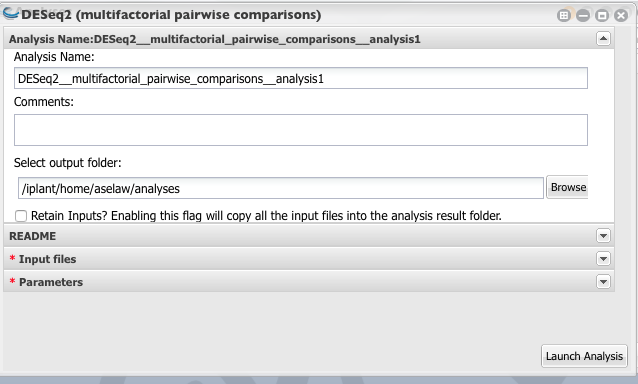 DESeq2 (multifactorial pairwise comparisons)
Analysis Name:DESeq2__multifactorial_pairwise_comparisons__analysis1
Analysis Name:
DESeq2__multifactorial_pairwise_comparisons__analysis1
Comments:
Select output folder:
/iplant/home/aselaw/analyses
Browse
Retain Inputs? Enabling this flag will copy all the input files into the analysis result folder.
README
* Input files
* Parameters
Launch Analysis